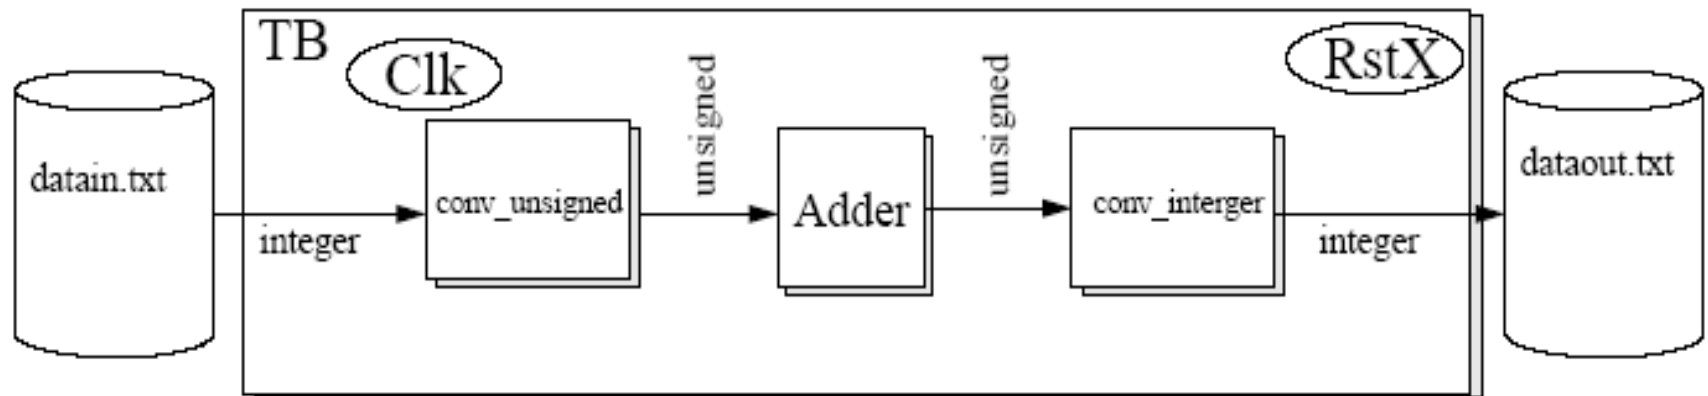 TB
Clk
RstX
unsigned
unsigned
datain.txt
dataout.txt
conv_unsigned
Adder
conv_interger
integer
integer